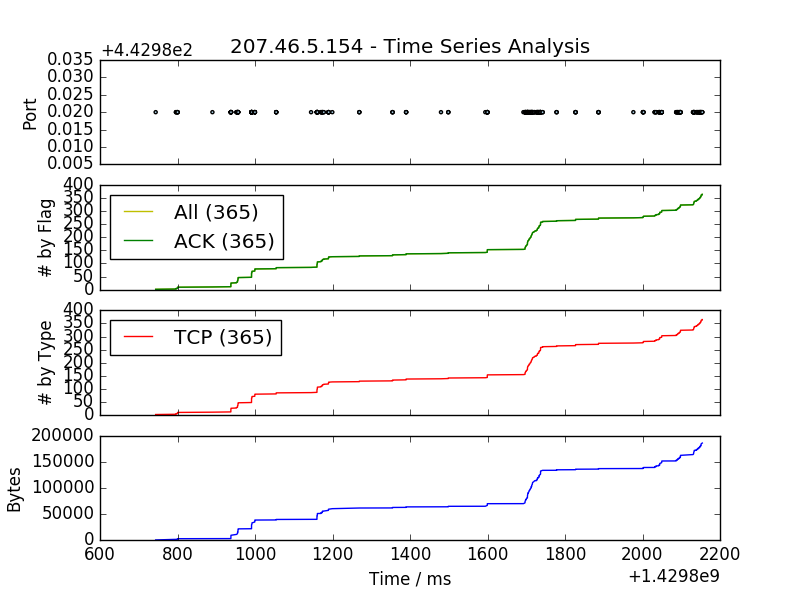 +4.4298e2
207.46.5.154 - Time Series Analysis
0.035
0.030
0.025
0.020
0.015
0.010
0.005
Port
400
350
300
250
200
150
100
50
0
# by Flag
All (365)
ACK (365)
400
350
300
250
200
150
100
50
0
# by Type
TCP (365)
200000
150000
100000
50000
0
Bytes
600 800 1000 1200 1400 1600 1800 2000 2200
Time / ms
+1.4298e9